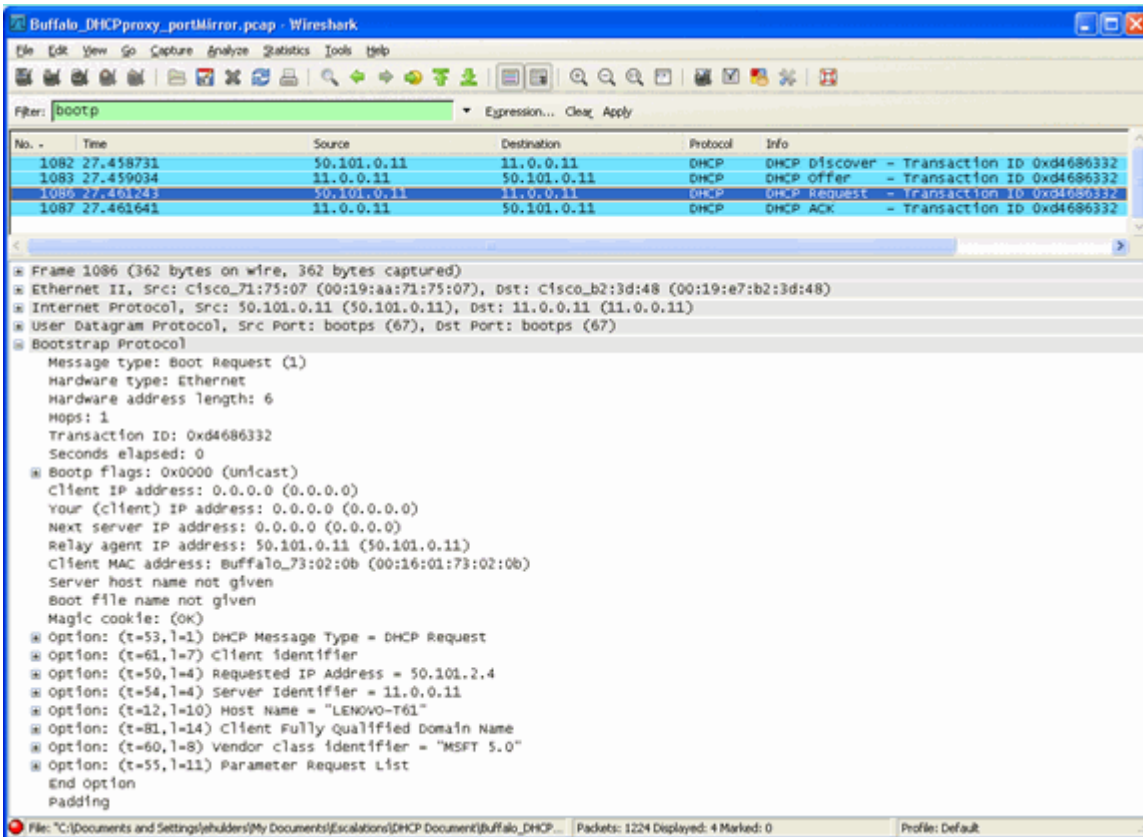 Buffalo_DHCPproxy_portMirror.pcap - Wireshark
File Edit View Go Capture Analyze Statistics Tools Help
Filter: bootp Expression... Clear Apply
No. - Time Source Destination Protocol Info
1082 27.458731 50.101.0.11 11.0.0.11 DHCP DHCP Discover - Transaction ID 0xd4686332
1083 27.459034 11.0.0.11 50.101.0.11 DHCP DHCP Offer - Transaction ID 0xd4686332
1086 27.461243 50.101.0.11 11.0.0.11 DHCP DHCP Request - Transaction ID 0xd4686332
1087 27.461641 11.0.0.11 50.101.0.11 DHCP DHCP ACK - Transaction ID 0xd4686332
Frame 1086 (362 bytes on wire, 362 bytes captured)
Ethernet II, Src: Cisco_71:75:07 (00:19:aa:71:75:07), Dst: Cisco_b2:3d:48 (00:19:e7:b2:3d:48)
Internet Protocol, Src: 50.101.0.11 (50.101.0.11), Dst: 11.0.0.11 (11.0.0.11)
User Datagram Protocol, Src Port: bootps (67), Dst Port: bootps (67)
Bootstrap Protocol
Message type: Boot Request (1)
Hardware type: Ethernet
Hardware address length: 6
Hops: 1
Transaction ID: 0xd4686332
Seconds elapsed: 0
Bootp flags: 0x0000 (Unicast)
Client IP address: 0.0.0.0 (0.0.0.0)
Your (client) IP address: 0.0.0.0 (0.0.0.0)
Next server IP address: 0.0.0.0 (0.0.0.0)
Relay agent IP address: 50.101.0.11 (50.101.0.11)
Client MAC address: Buffalo_73:02:0b (00:16:01:73:02:0b)
Server host name not given
Boot file name not given
Magic cookie: (OK)
Option: (t=53,l=1) DHCP Message Type = DHCP Request
Option: (t=61,l=7) Client identifier
Option: (t=50,l=4) Requested IP Address = 50.101.2.4
Option: (t=54,l=4) Server Identifier = 11.0.0.11
Option: (t=12,l=10) Host Name = "LENOVO-T61"
Option: (t=81,l=14) Client Fully Qualified Domain Name
Option: (t=60,l=8) Vendor class identifier = "MSFT 5.0"
Option: (t=55,l=11) Parameter Request List
End Option
Padding
File: "C:\Documents and Settings\ehulders\My Documents\Escalations\DHCP Document\Buffalo_DHCP... Packets: 1224 Displayed: 4 Marked: 0 Profile: Default